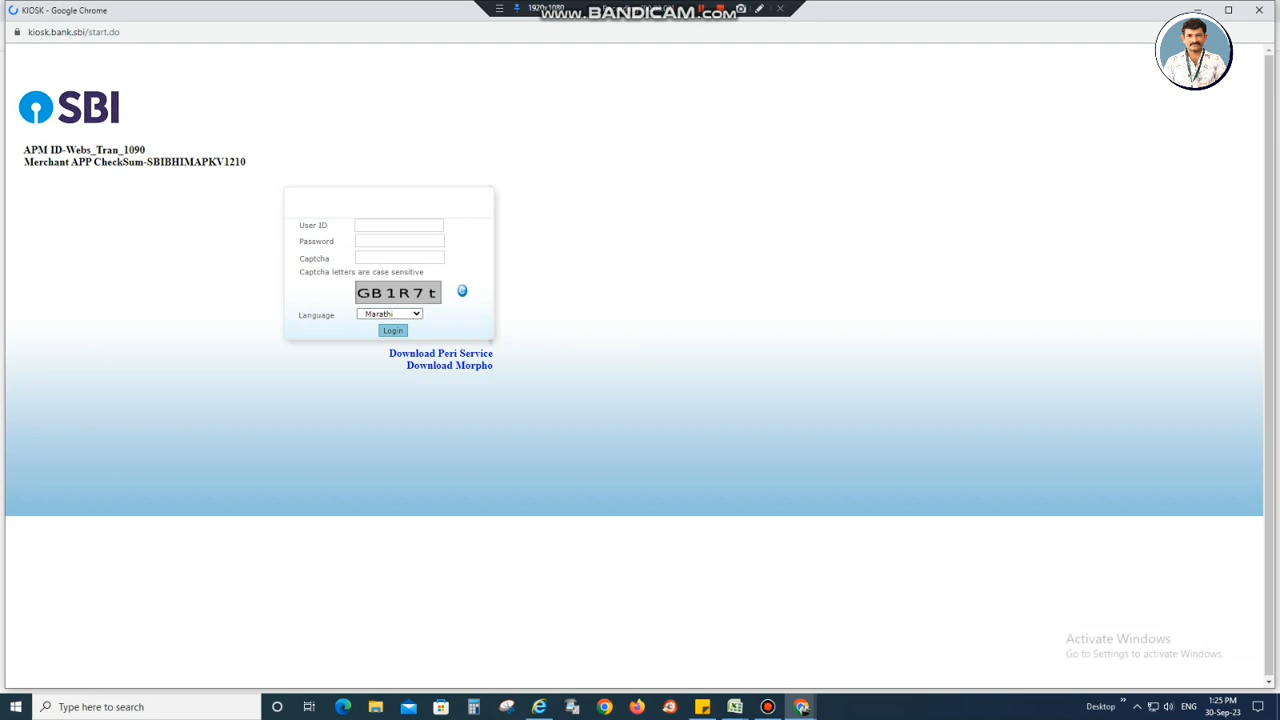 KIOSK - Google Chrome
1920x1080
www.BANDICAM.com
kiosk.bank.sbi/start.do
SBI
APM ID-Webs_Tran_1090
Merchant APP CheckSum-SBIBHIMAPKV1210
User ID
Password
Captcha
Captcha letters are case sensitive
GB1R7t
Language
Marathi
Login
Download Peri Service
Download Morpho
Activate Windows
Go to Settings to activate Windows.
Type here to search
Desktop
ENG
1:25 PM
30-Sep-23